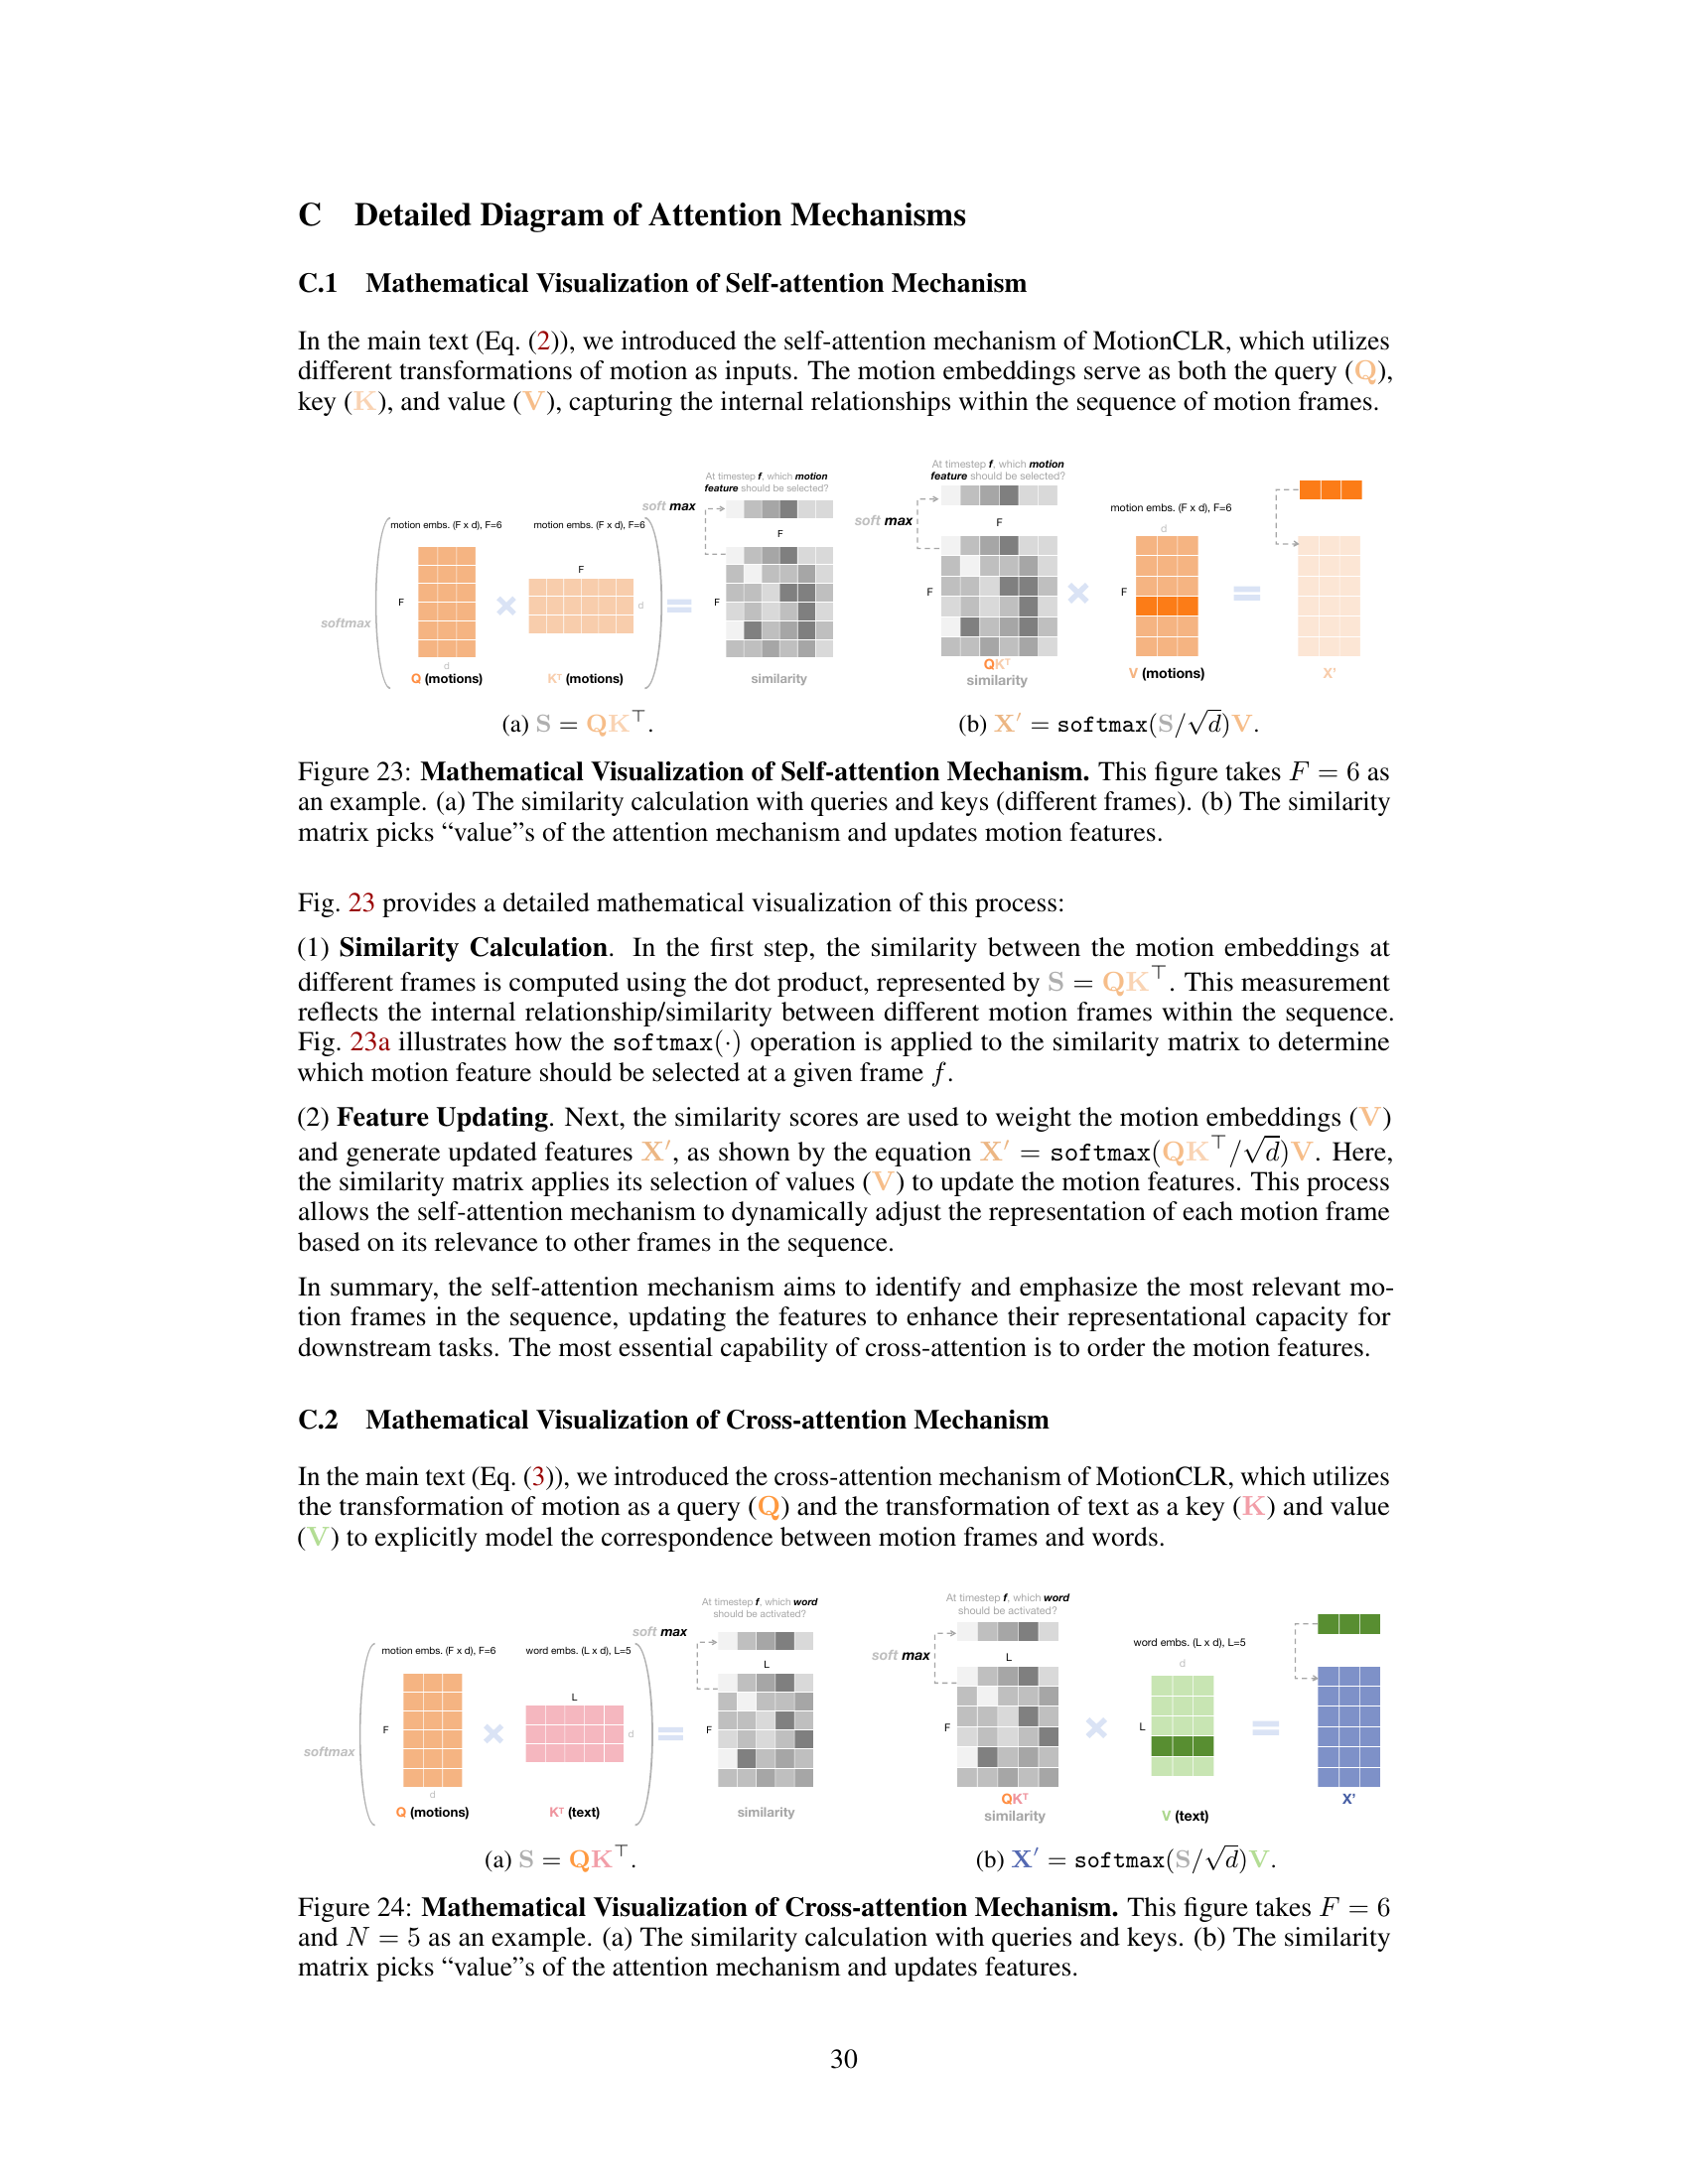 C Detailed Diagram of Attention Mechanisms
C.1 Mathematical Visualization of Self-attention Mechanism
In the main text (Eq. (2)), we introduced the self-attention mechanism of MotionCLR, which utilizes
different transformations of motion as inputs. The motion embeddings serve as both the query (Q),
key (K), and value (V), capturing the internal relationships within the sequence of motion frames.
At timestep f, which motion
feature should be selected?
soft max
motion embs. (F x d), F=6
motion embs. (F x d), F=6
F
F
F
d
F
softmax
d
Q (motions)
Kᵀ (motions)
similarity
At timestep f, which motion
feature should be selected?
soft max
F
motion embs. (F x d), F=6
d
F
F
QKᵀ
similarity
V (motions)
X'
(a) S = QK⊤.
(b) X′ = softmax(S/√d)V.
Figure 23: Mathematical Visualization of Self-attention Mechanism. This figure takes F = 6 as
an example. (a) The similarity calculation with queries and keys (different frames). (b) The similarity
matrix picks “value”s of the attention mechanism and updates motion features.
Fig. 23 provides a detailed mathematical visualization of this process:
(1) Similarity Calculation. In the first step, the similarity between the motion embeddings at
different frames is computed using the dot product, represented by S = QK⊤. This measurement
reflects the internal relationship/similarity between different motion frames within the sequence.
Fig. 23a illustrates how the softmax(·) operation is applied to the similarity matrix to determine
which motion feature should be selected at a given frame f.
(2) Feature Updating. Next, the similarity scores are used to weight the motion embeddings (V)
and generate updated features X′, as shown by the equation X′ = softmax(QK⊤/√d)V. Here,
the similarity matrix applies its selection of values (V) to update the motion features. This process
allows the self-attention mechanism to dynamically adjust the representation of each motion frame
based on its relevance to other frames in the sequence.
In summary, the self-attention mechanism aims to identify and emphasize the most relevant mo-
tion frames in the sequence, updating the features to enhance their representational capacity for
downstream tasks. The most essential capability of cross-attention is to order the motion features.
C.2 Mathematical Visualization of Cross-attention Mechanism
In the main text (Eq. (3)), we introduced the cross-attention mechanism of MotionCLR, which utilizes
the transformation of motion as a query (Q) and the transformation of text as a key (K) and value
(V) to explicitly model the correspondence between motion frames and words.
At timestep f, which word
should be activated?
soft max
motion embs. (F x d), F=6
word embs. (L x d), L=5
L
L
F
d
F
softmax
d
Q (motions)
Kᵀ (text)
similarity
At timestep f, which word
should be activated?
soft max
L
word embs. (L x d), L=5
d
F
L
QKᵀ
similarity
V (text)
X'
(a) S = QK⊤.
(b) X′ = softmax(S/√d)V.
Figure 24: Mathematical Visualization of Cross-attention Mechanism. This figure takes F = 6
and N = 5 as an example. (a) The similarity calculation with queries and keys. (b) The similarity
matrix picks “value”s of the attention mechanism and updates features.
30